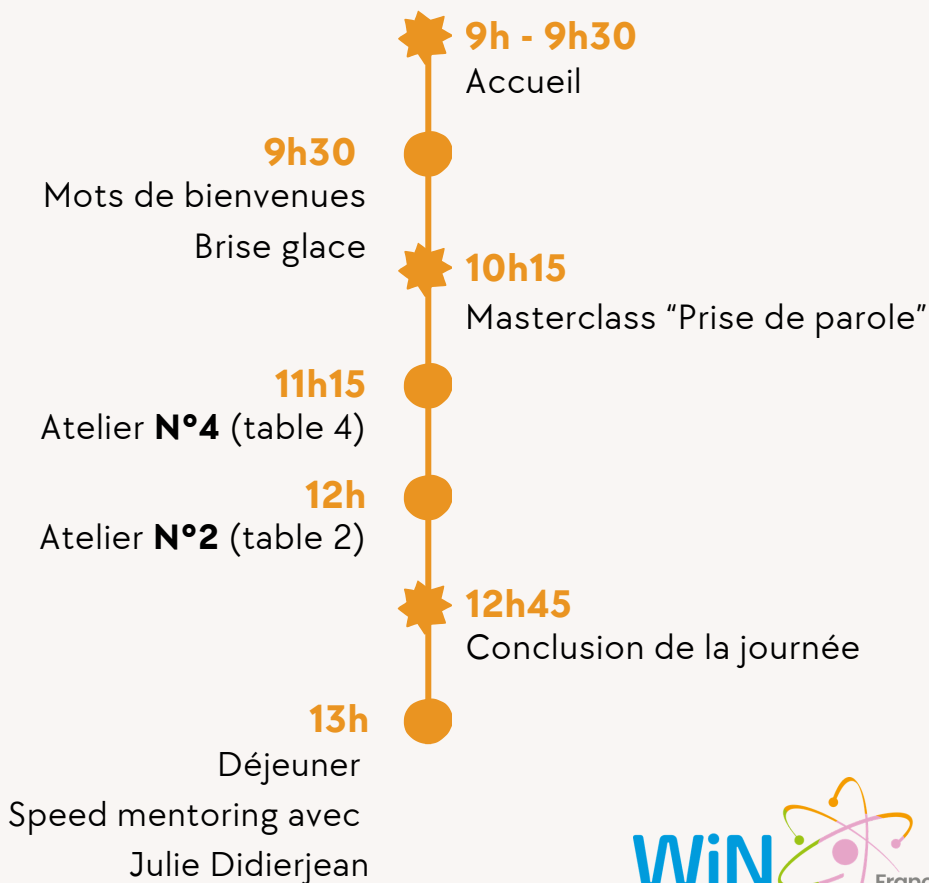 9h - 9h30
Accueil
9h30
Mots de bienvenues
Brise glace
10h15
Masterclass “Prise de parole”
11h15
Atelier N°4 (table 4)
12h
Atelier N°2 (table 2)
12h45
Conclusion de la journée
13h
Déjeuner
Speed mentoring avec
Julie Didierjean
WiN